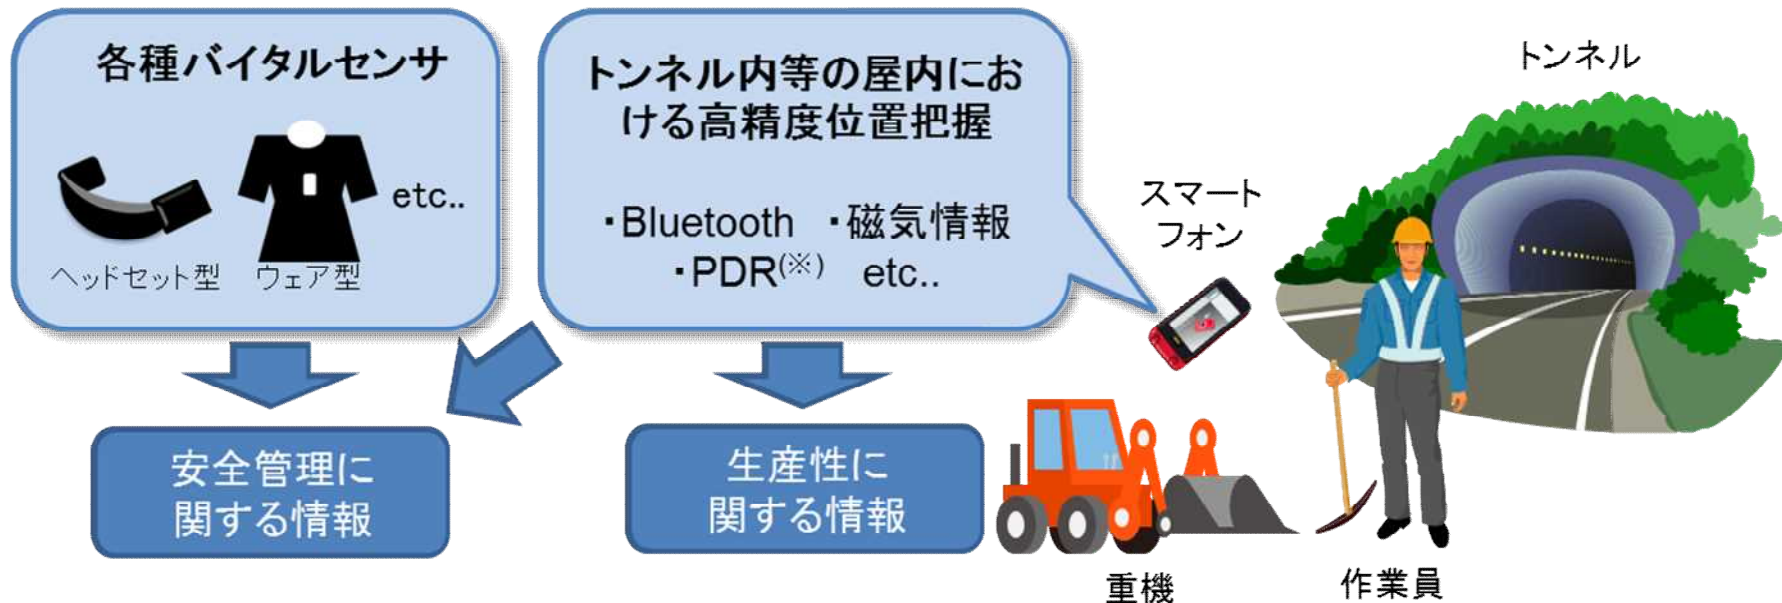 各種バイタルセンサ
etc..
ヘッドセット型
ウェア型
トンネル内等の屋内にお
ける高精度位置把握
・Bluetooth ・磁気情報
・PDR(※) etc..
安全管理に
関する情報
生産性に
関する情報
トンネル
スマート
フォン
重機
作業員